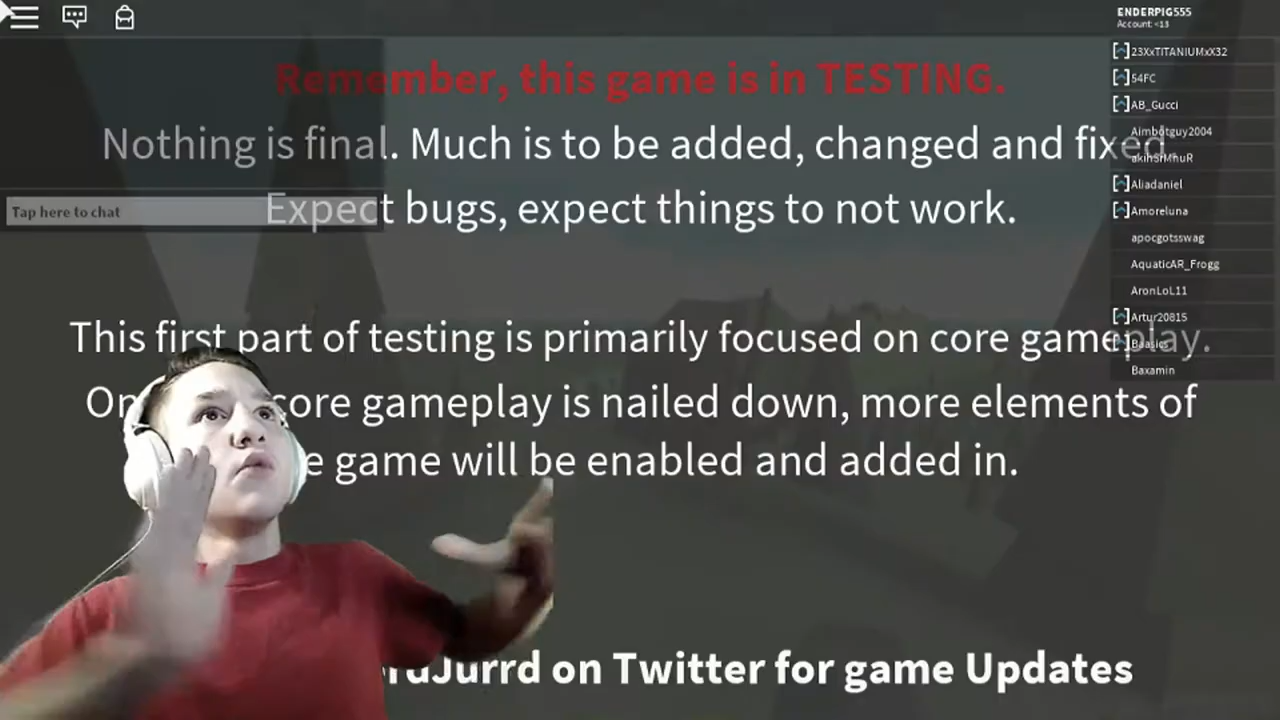 ENDERPIG555
Account: <13
Remember, this game is in TESTING.
Nothing is final. Much is to be added, changed and fixed.
Tap here to chat
Expect bugs, expect things to not work.
This first part of testing is primarily focused on core gameplay.
core gameplay is nailed down, more elements of
game will be enabled and added in.
on Twitter for game Updates
23XxTITANIUMxX32
54FC
AB_Gucci
Aimbotguy2004
Aliadaniel
Amoreluna
apocgotsswag
AquaticAR_Frogg
AronLoL11
Artur20815
Baasics
Baxamin